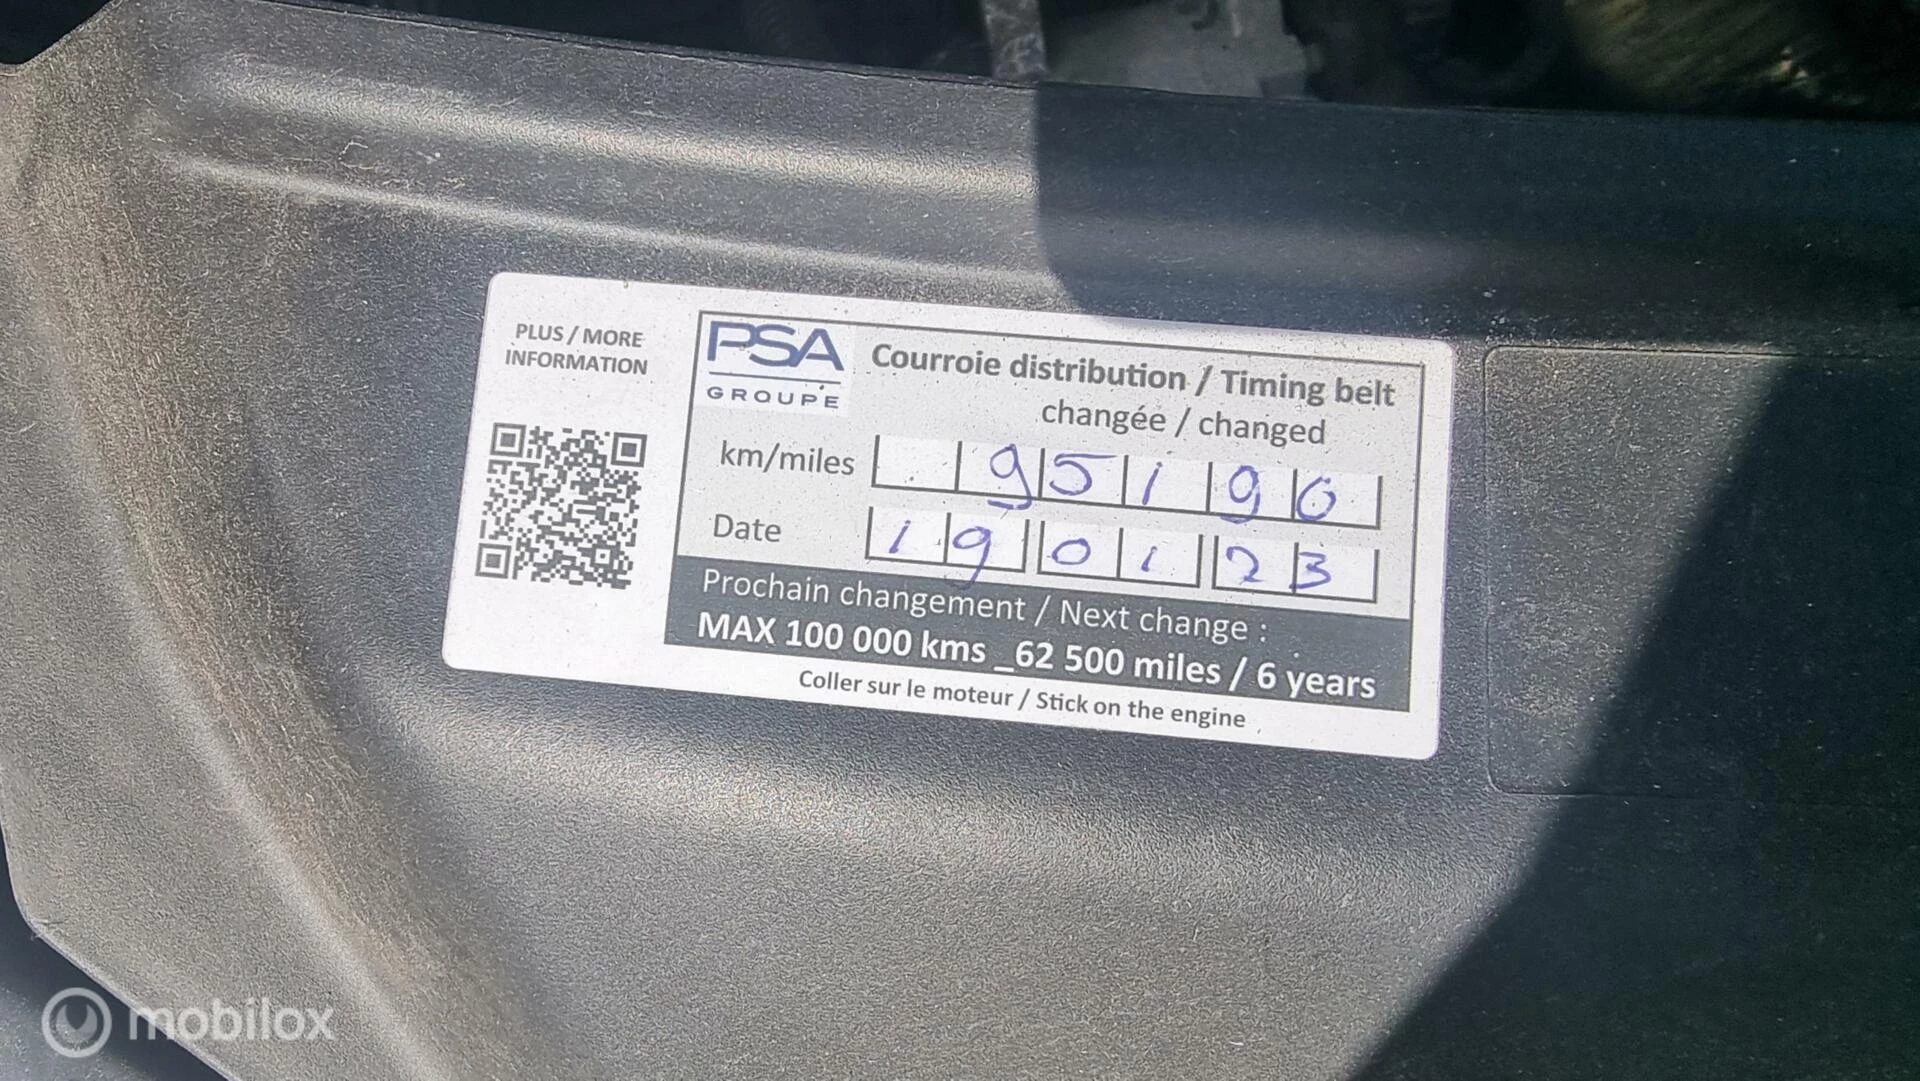 PLUS / MORE
INFORMATION
PSA
GROUPE
Courroie distribution / Timing belt
changée / changed
km/miles 95190
Date 19 01 23
Prochain changement / Next change :
MAX 100 000 kms _62 500 miles / 6 years
Coller sur le moteur / Stick on the engine
mobilox